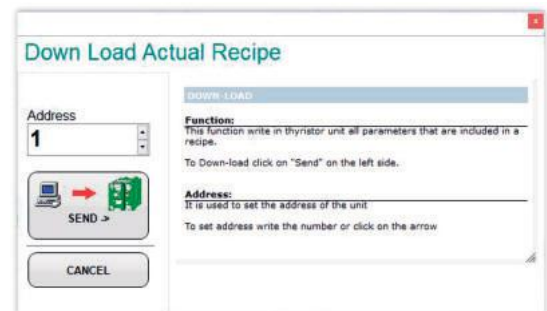 Down Load Actual Recipe
Address
1
SEND ->
CANCEL
DOWN-LOAD
Function:
This function write in thyristor unit all parameters that are included in a
recipe.
To Down-load click on "Send" on the left side.
Address:
It is used to set the address of the unit
To set address write the number or click on the arrow